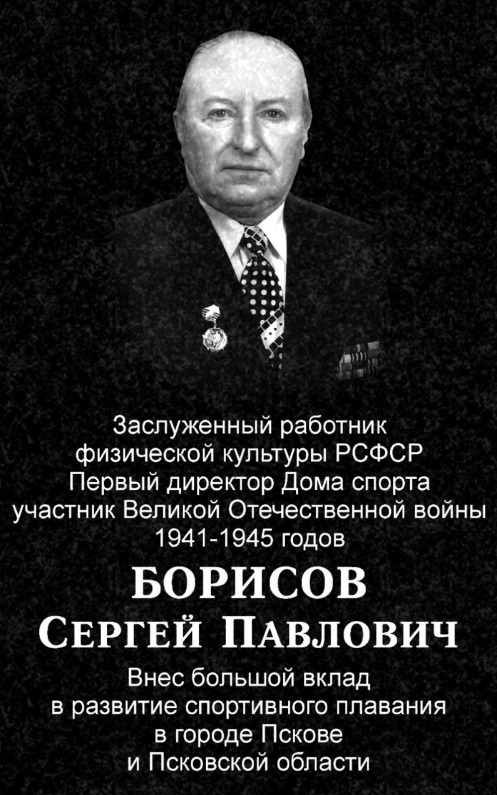 Заслуженный работник
физической культуры РСФСР
Первый директор Дома спорта
участник Великой Отечественной войны
1941-1945 годов
БОРИСОВ
СЕРГЕЙ ПАВЛОВИЧ
Внес большой вклад
в развитие спортивного плавания
в городе Пскове
и Псковской области